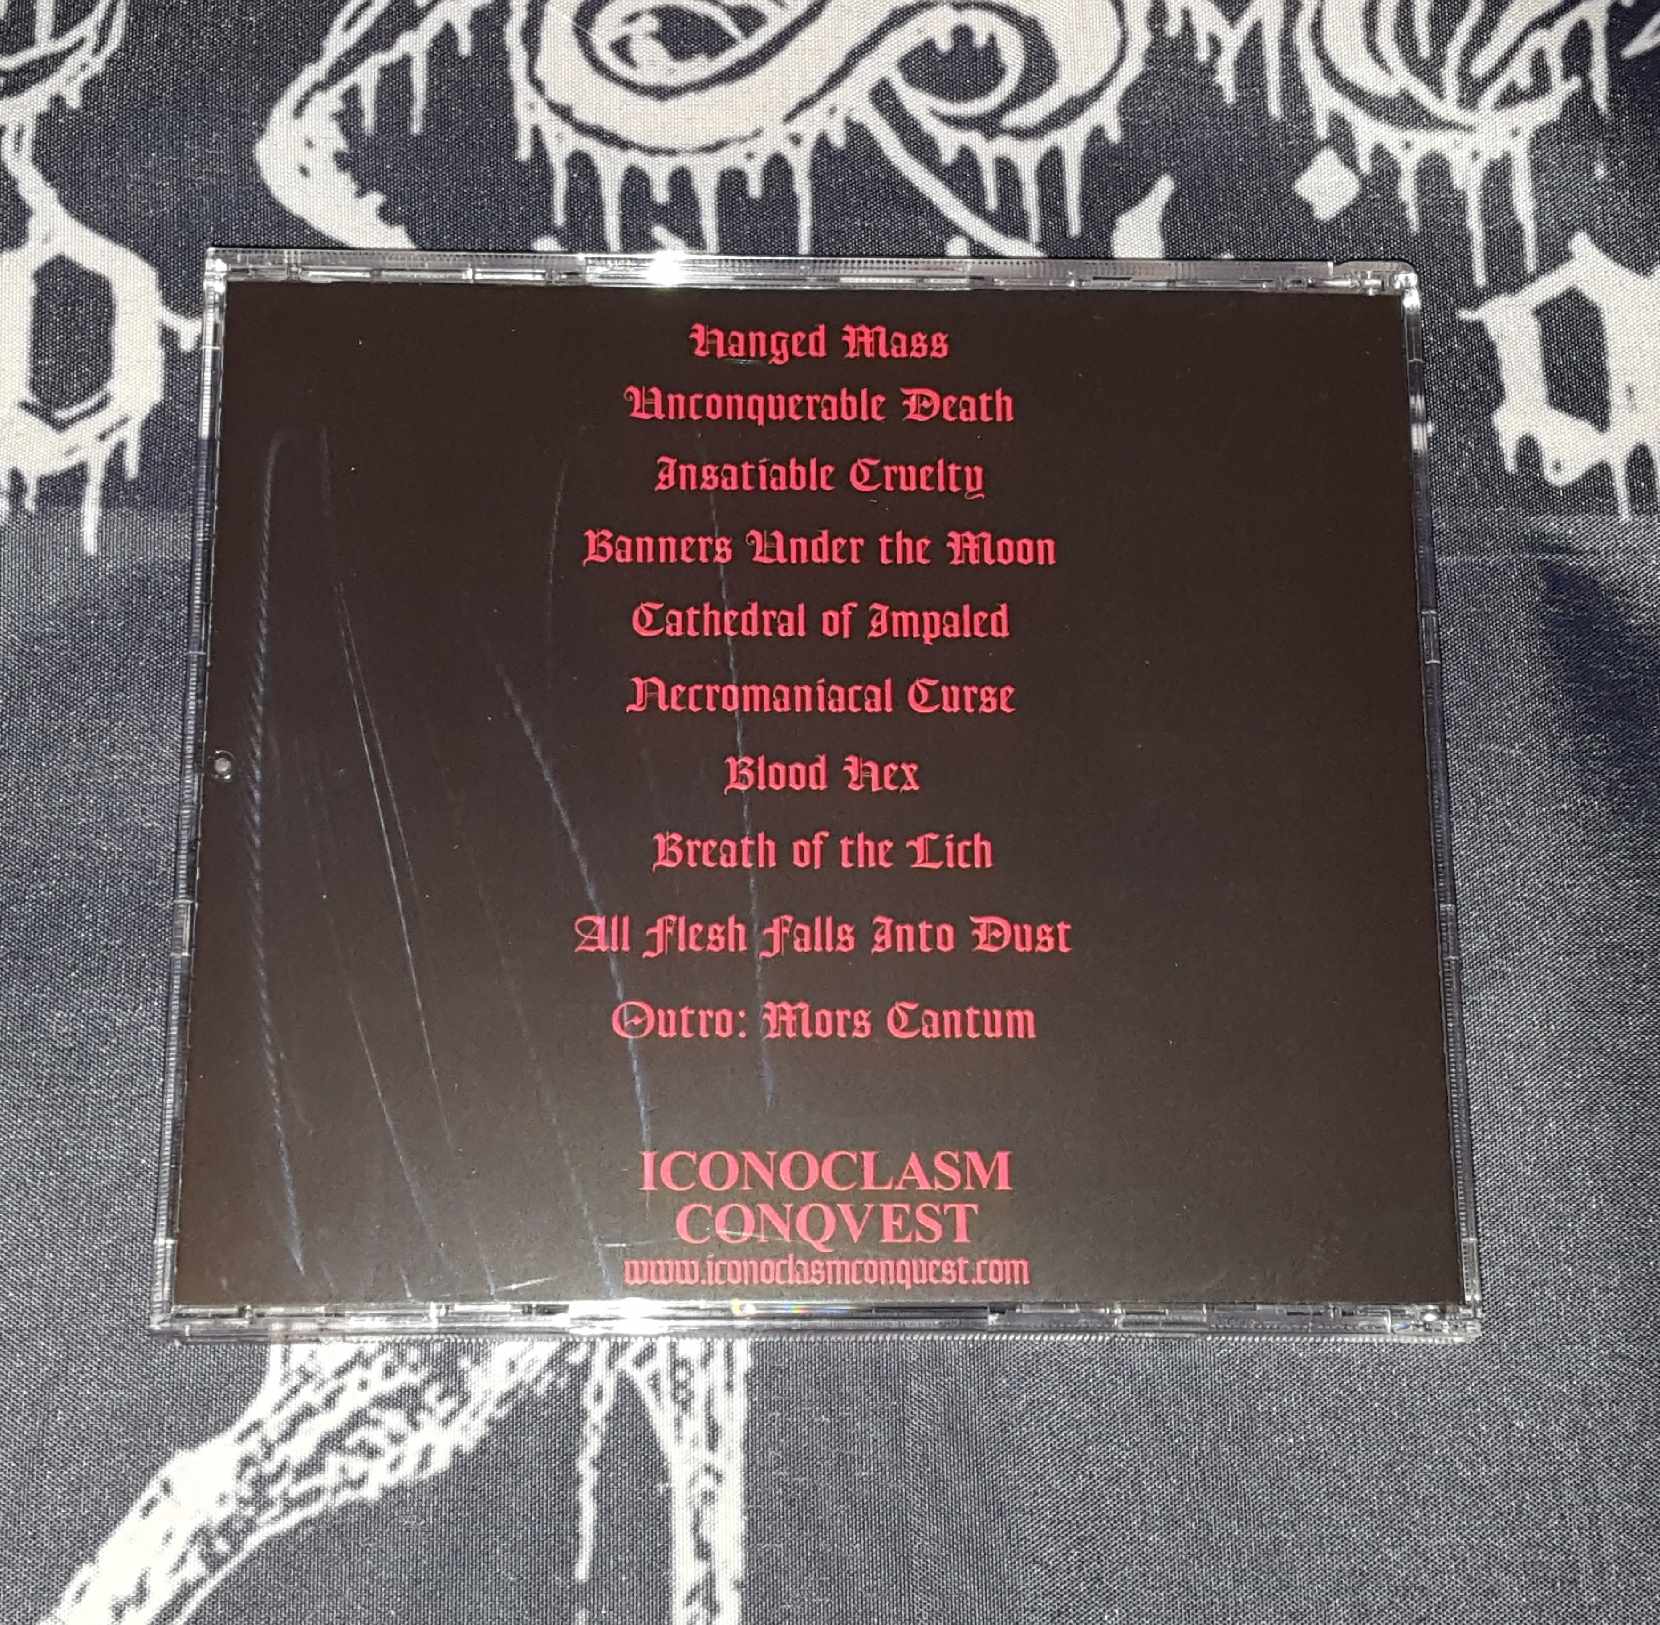 Hanged Mass
Unconquerable Death
Insatiable Cruelty
Banners Under the Moon
Cathedral of Impaled
Necromaniacal Curse
Blood Hex
Breath of the Lich
All Flesh Falls Into Dust
Outro: Mors Cantum
ICONOCLASM
CONQVEST
www.iconoclasmconquest.com